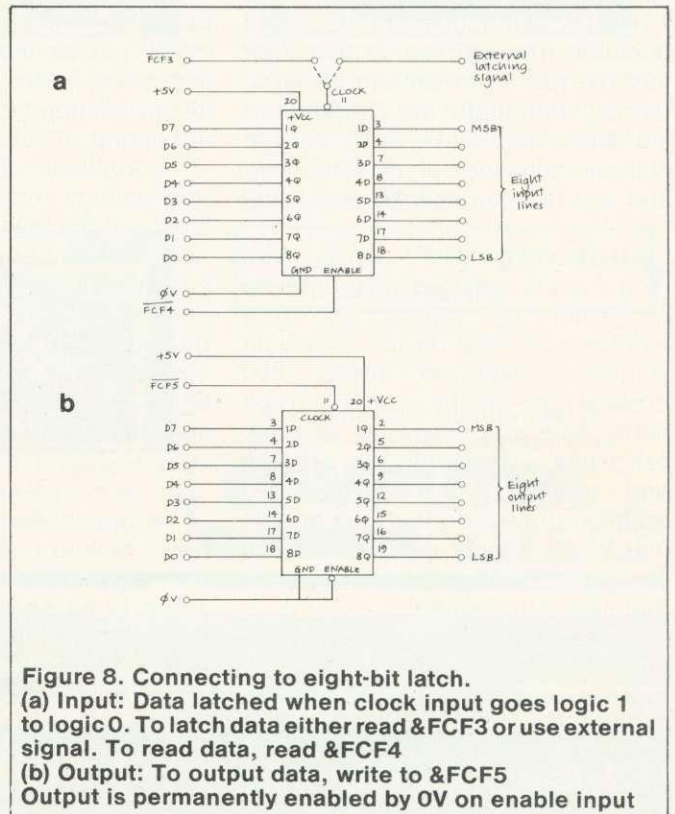 a
FCF3
External
latching
signal
+5V
CLOCK
20
11
+Vcc
D7 1Q 1D 3 MSB
D6 2Q 2D 4
D5 3Q 3D 7
D4 4Q 4D 8
D3 5Q 5D 13
D2 6Q 6D 14
D1 7Q 7D 17
D0 8Q 8D 18 LSB
Eight
input
lines
GND ENABLE
ØV
FCF4
+5V
FCF5
b
11 20 +VCC
CLOCK
D7 3 1D 1Q 2 MSB
D6 4 2D 2Q 5
D5 7 3D 3Q 6
D4 8 4D 4Q 9
D3 13 5D 5Q 12
D2 14 6D 6Q 15
D1 17 7D 7Q 16
D0 18 8D 8Q 19 LSB
Eight
output
lines
GND ENABLE
ØV
Figure 8. Connecting to eight-bit latch.
(a) Input: Data latched when clock input goes logic 1
to logic 0. To latch data either read &FCF3 or use external
signal. To read data, read &FCF4
(b) Output: To output data, write to &FCF5
Output is permanently enabled by 0V on enable input